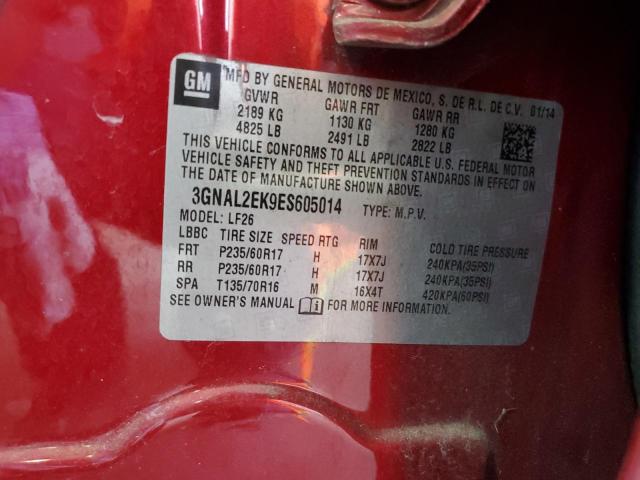 GM
MFD BY GENERAL MOTORS DE MEXICO, S. DE R.L. DE C.V. 01/14
GVWR GAWR FRT GAWR RR
2189 KG 1130 KG 1280 KG
4825 LB 2491 LB 2822 LB
THIS VEHICLE CONFORMS TO ALL APPLICABLE U.S. FEDERAL MOTOR
VEHICLE SAFETY AND THEFT PREVENTION STANDARDS IN EFFECT ON
THE DATE OF MANUFACTURE SHOWN ABOVE.
3GNAL2EK9ES605014 TYPE: M.P.V.
MODEL: LF26
LBBC TIRE SIZE SPEED RTG RIM COLD TIRE PRESSURE
FRT P235/60R17 H 17X7J 240KPA(35PSI)
RR P235/60R17 H 17X7J 240KPA(35PSI)
SPA T135/70R16 M 16X4T 420KPA(60PSI)
SEE OWNER'S MANUAL FOR MORE INFORMATION.